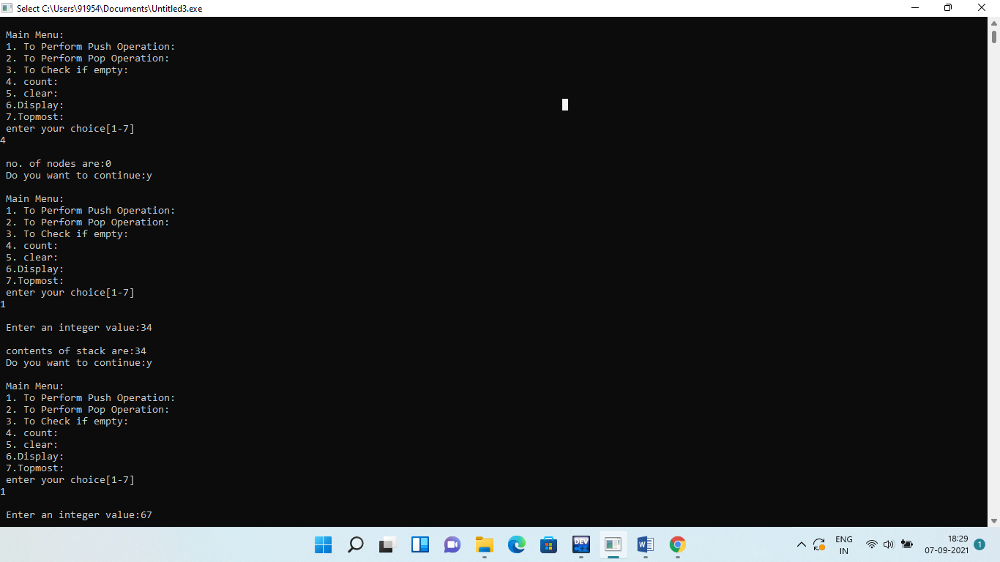 Select C:\Users\91954\Documents\Untitled3.exe
Main Menu:
1. To Perform Push Operation:
2. To Perform Pop Operation:
3. To Check if empty:
4. count:
5. clear:
6.Display:
7.Topmost:
enter your choice[1-7]
4
no. of nodes are:0
Do you want to continue:y
Main Menu:
1. To Perform Push Operation:
2. To Perform Pop Operation:
3. To Check if empty:
4. count:
5. clear:
6.Display:
7.Topmost:
enter your choice[1-7]
1
Enter an integer value:34
contents of stack are:34
Do you want to continue:y
Main Menu:
1. To Perform Push Operation:
2. To Perform Pop Operation:
3. To Check if empty:
4. count:
5. clear:
6.Display:
7.Topmost:
enter your choice[1-7]
1
Enter an integer value:67
DEV
W
ENG
IN
18:29
07-09-2021
1